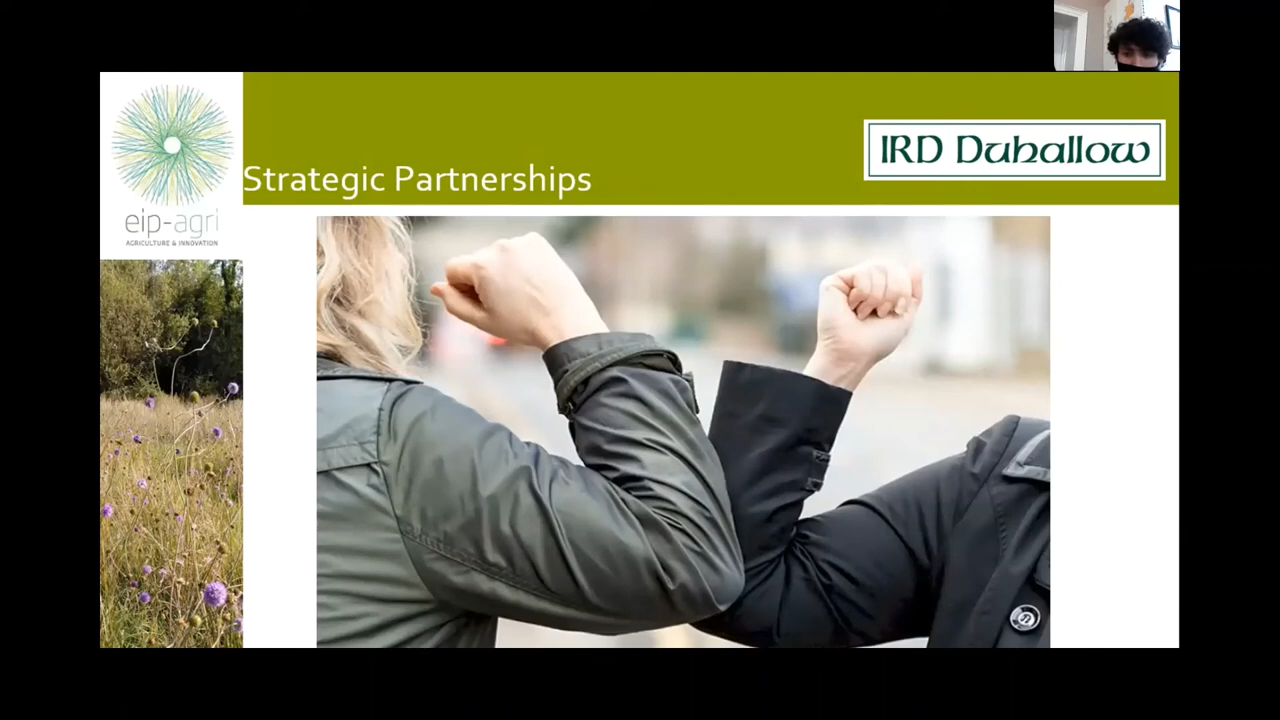 eip-agri
AGRICULTURE & INNOVATION
Strategic Partnerships
IRD Duhallow